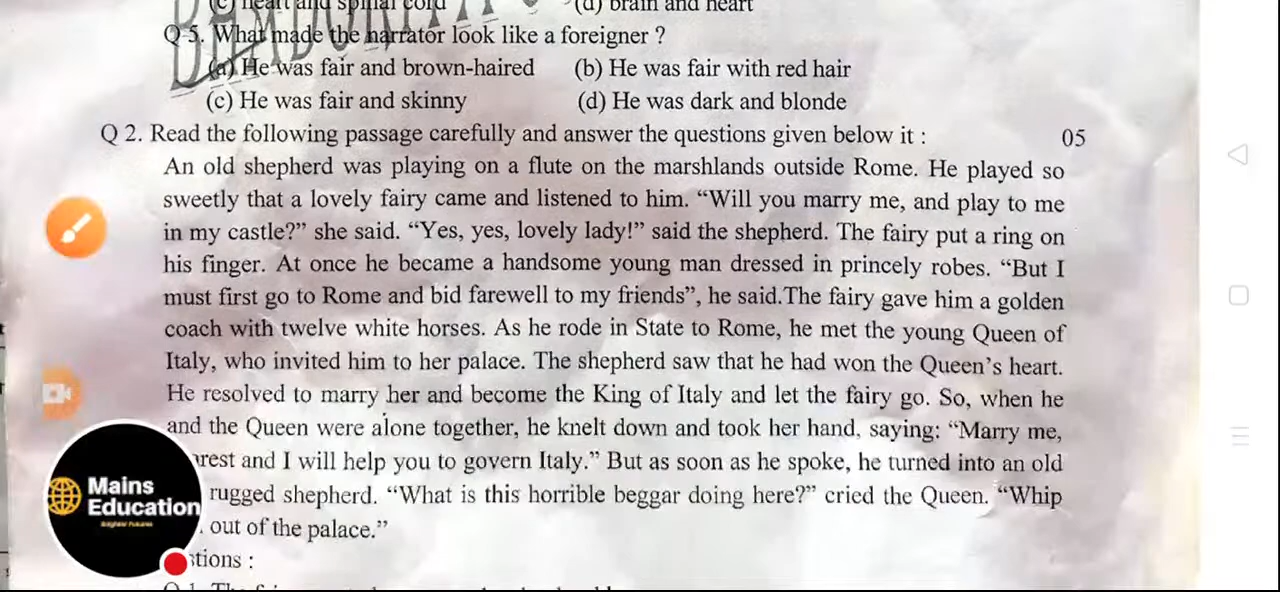 (c) heart and spinal cord (d) brain and heart
Q-5. What made the narrator look like a foreigner ?
(a) He was fair and brown-haired (b) He was fair with red hair
(c) He was fair and skinny (d) He was dark and blonde
Q 2. Read the following passage carefully and answer the questions given below it : 05
An old shepherd was playing on a flute on the marshlands outside Rome. He played so
sweetly that a lovely fairy came and listened to him. “Will you marry me, and play to me
in my castle?” she said. “Yes, yes, lovely lady!” said the shepherd. The fairy put a ring on
his finger. At once he became a handsome young man dressed in princely robes. “But I
must first go to Rome and bid farewell to my friends”, he said.The fairy gave him a golden
coach with twelve white horses. As he rode in State to Rome, he met the young Queen of
Italy, who invited him to her palace. The shepherd saw that he had won the Queen’s heart.
He resolved to marry her and become the King of Italy and let the fairy go. So, when he
and the Queen were alone together, he knelt down and took her hand, saying: “Marry me,
and I will help you to govern Italy.” But as soon as he spoke, he turned into an old
rugged shepherd. “What is this horrible beggar doing here?” cried the Queen. “Whip
out of the palace.”
Mains
Education